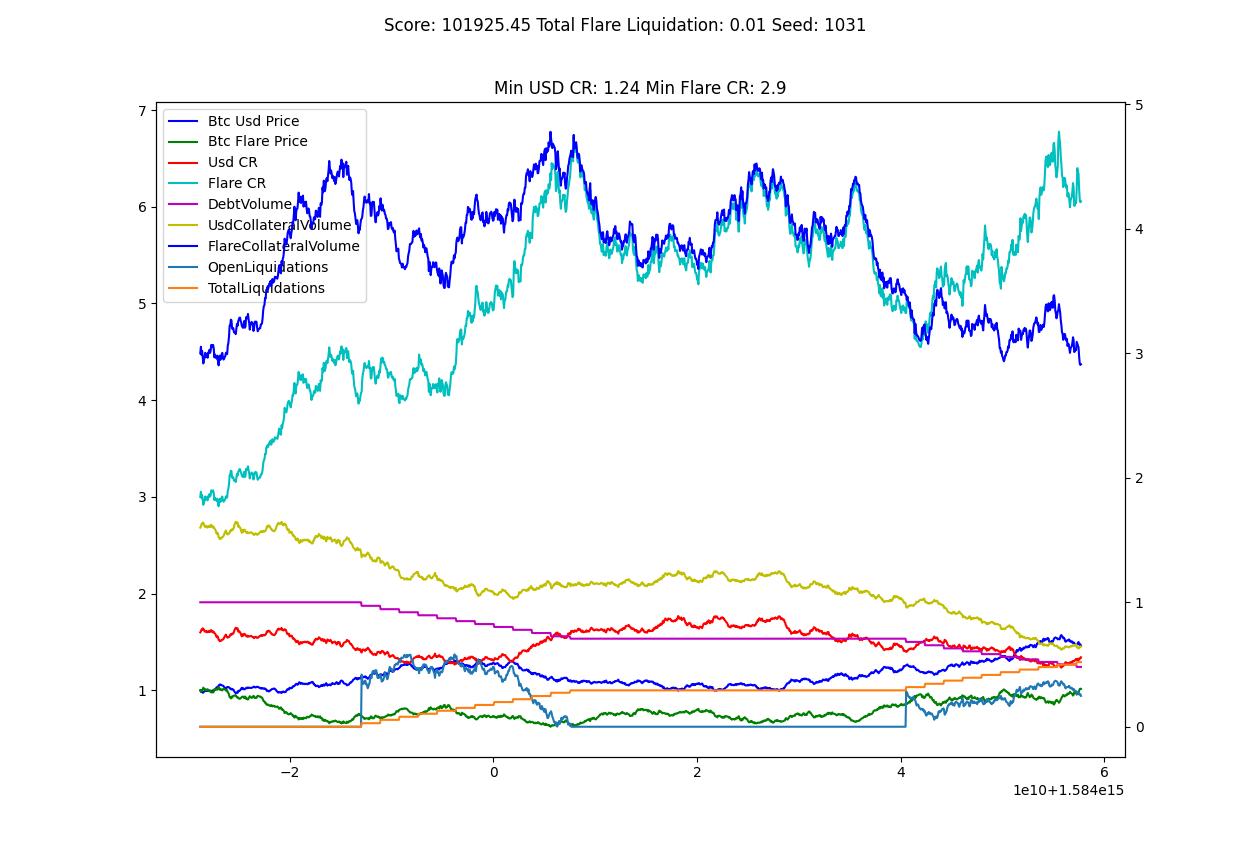 Score: 101925.45 Total Flare Liquidation: 0.01 Seed: 1031
Min USD CR: 1.24 Min Flare CR: 2.9
Btc Usd Price
Btc Flare Price
Usd CR
Flare CR
DebtVolume
UsdCollateralVolume
FlareCollateralVolume
OpenLiquidations
TotalLiquidations
7
6
5
4
3
2
1
5
4
3
2
1
0
−2
0
2
4
6
1e10+1.584e15